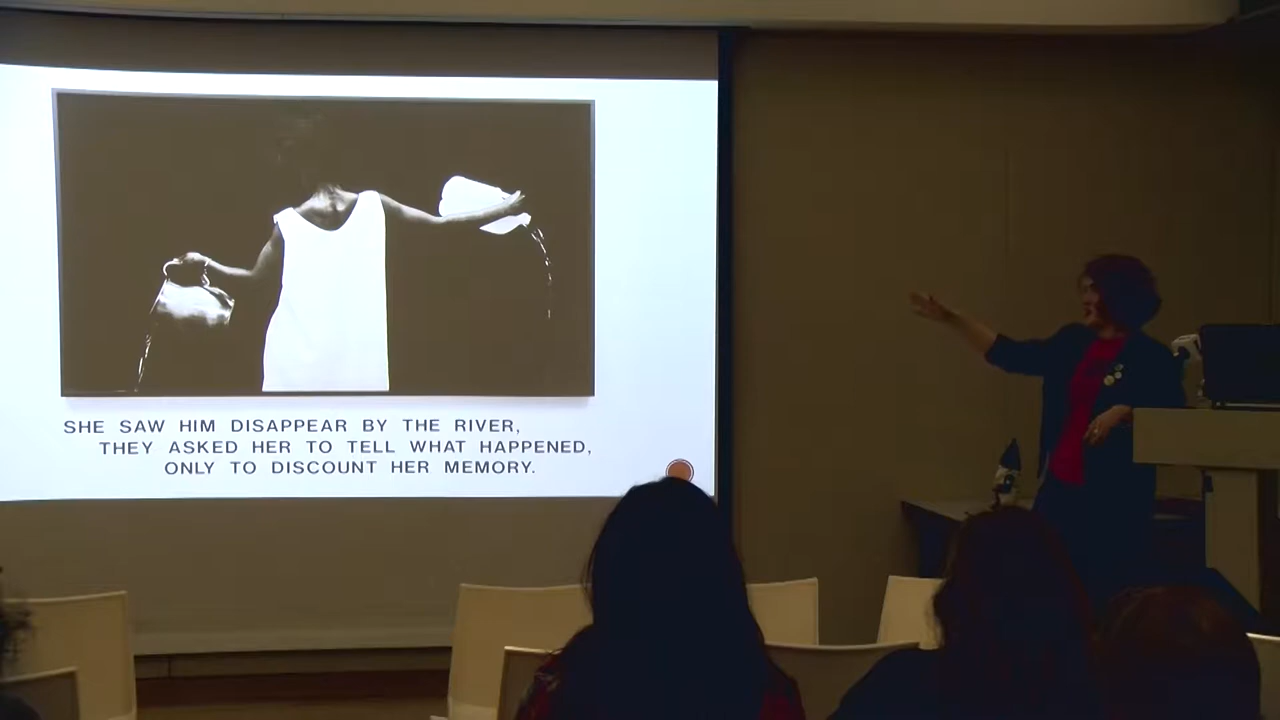 SHE SAW HIM DISAPPEAR BY THE RIVER,
THEY ASKED HER TO TELL WHAT HAPPENED,
ONLY TO DISCOUNT HER MEMORY.